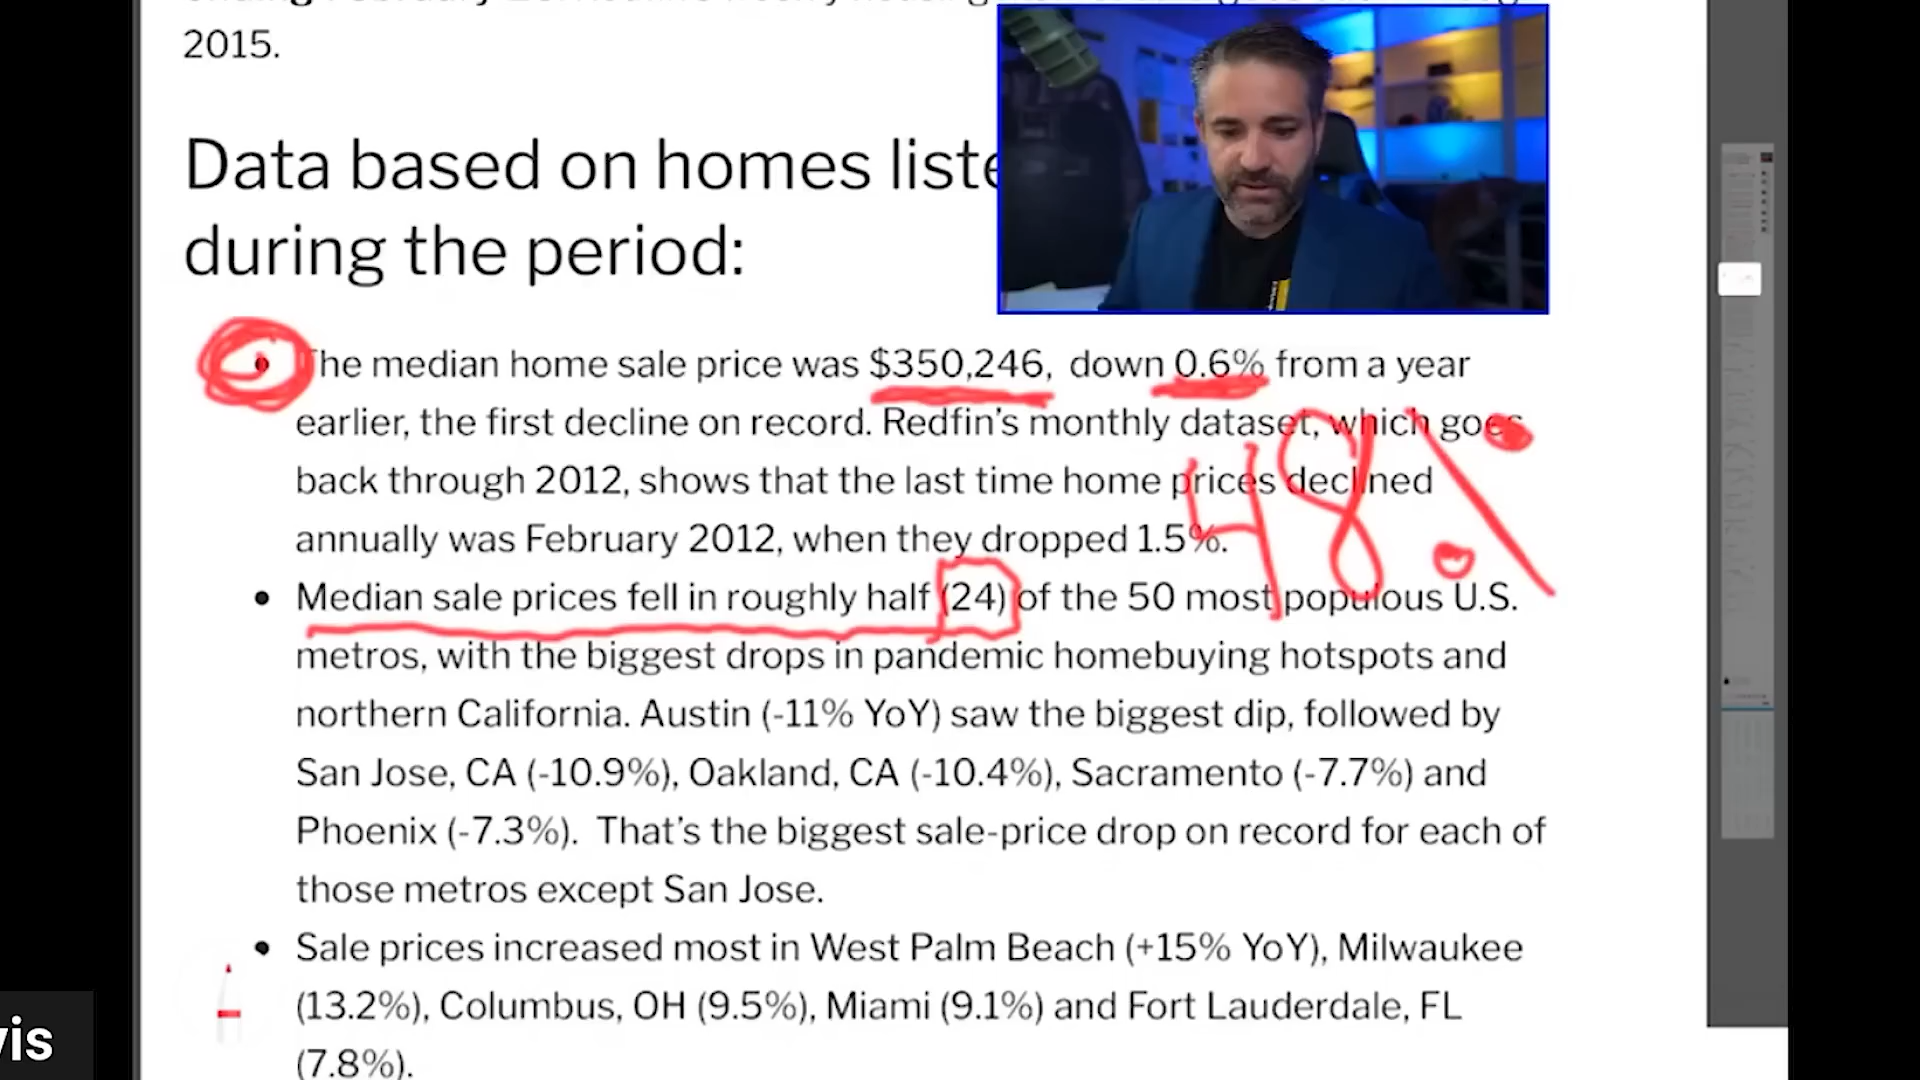 2015.
Data based on homes liste
during the period:
The median home sale price was $350,246, down 0.6% from a year
earlier, the first decline on record. Redfin's monthly dataset, which goes
back through 2012, shows that the last time home prices declined
annually was February 2012, when they dropped 1.5%.
48%
Median sale prices fell in roughly half (24) of the 50 most populous U.S.
metros, with the biggest drops in pandemic homebuying hotspots and
northern California. Austin (-11% YoY) saw the biggest dip, followed by
San Jose, CA (-10.9%), Oakland, CA (-10.4%), Sacramento (-7.7%) and
Phoenix (-7.3%). That's the biggest sale-price drop on record for each of
those metros except San Jose.
Sale prices increased most in West Palm Beach (+15% YoY), Milwaukee
(13.2%), Columbus, OH (9.5%), Miami (9.1%) and Fort Lauderdale, FL
(7.8%).
vis